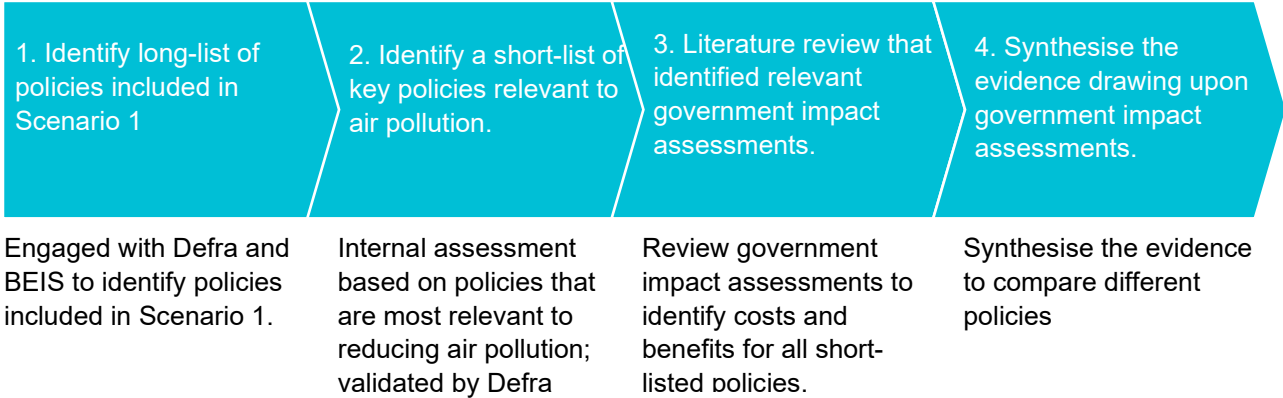 1. Identify long-list of
policies included in
Scenario 1
2. Identify a short-list of
key policies relevant to
air pollution.
3. Literature review that
identified relevant
government impact
assessments.
4. Synthesise the
evidence drawing upon
government impact
assessments.
Engaged with Defra and
BEIS to identify policies
included in Scenario 1.
Internal assessment
based on policies that
are most relevant to
reducing air pollution;
validated by Defra
Review government
impact assessments to
identify costs and
benefits for all short-
listed policies.
Synthesise the evidence
to compare different
policies